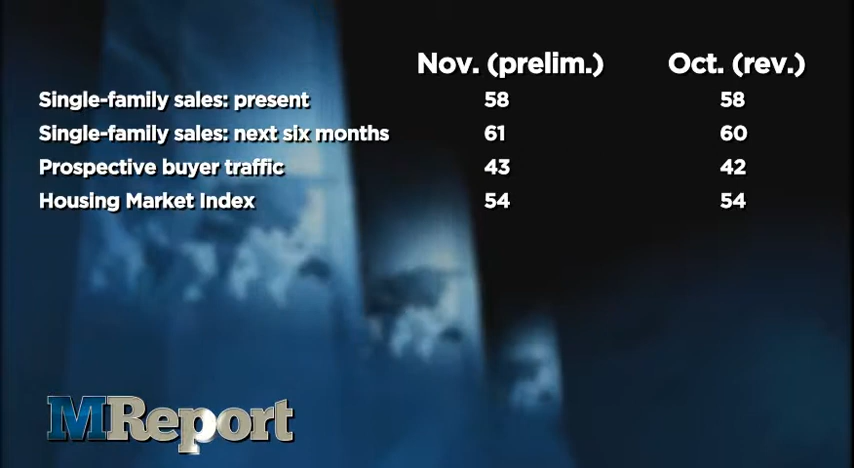 Nov. (prelim.) Oct. (rev.)
Single-family sales: present 58 58
Single-family sales: next six months 61 60
Prospective buyer traffic 43 42
Housing Market Index 54 54
MReport